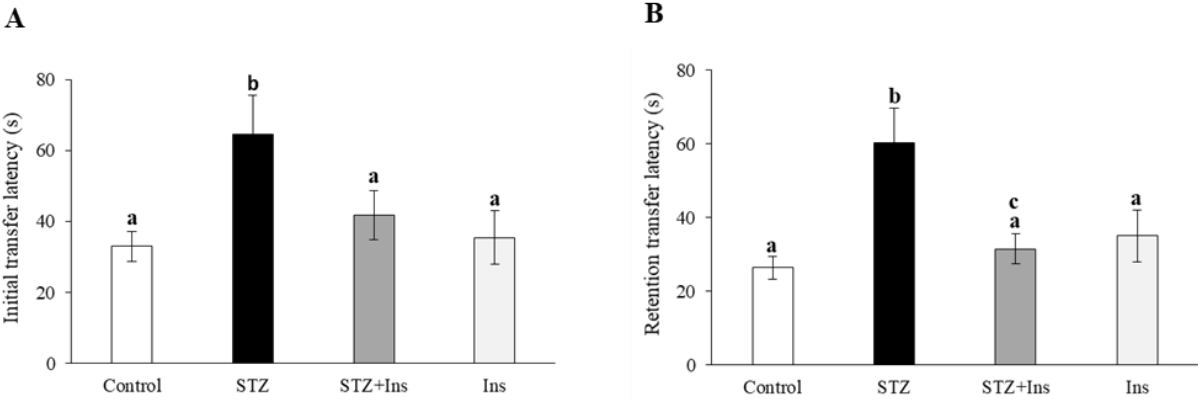 A
Initial transfer latency (s)
80
60
40
20
0
a
b
a
a
Control
STZ
STZ+Ins
Ins
B
Retention transfer latency (s)
80
60
40
20
0
a
b
c
a
a
Control
STZ
STZ+Ins
Ins